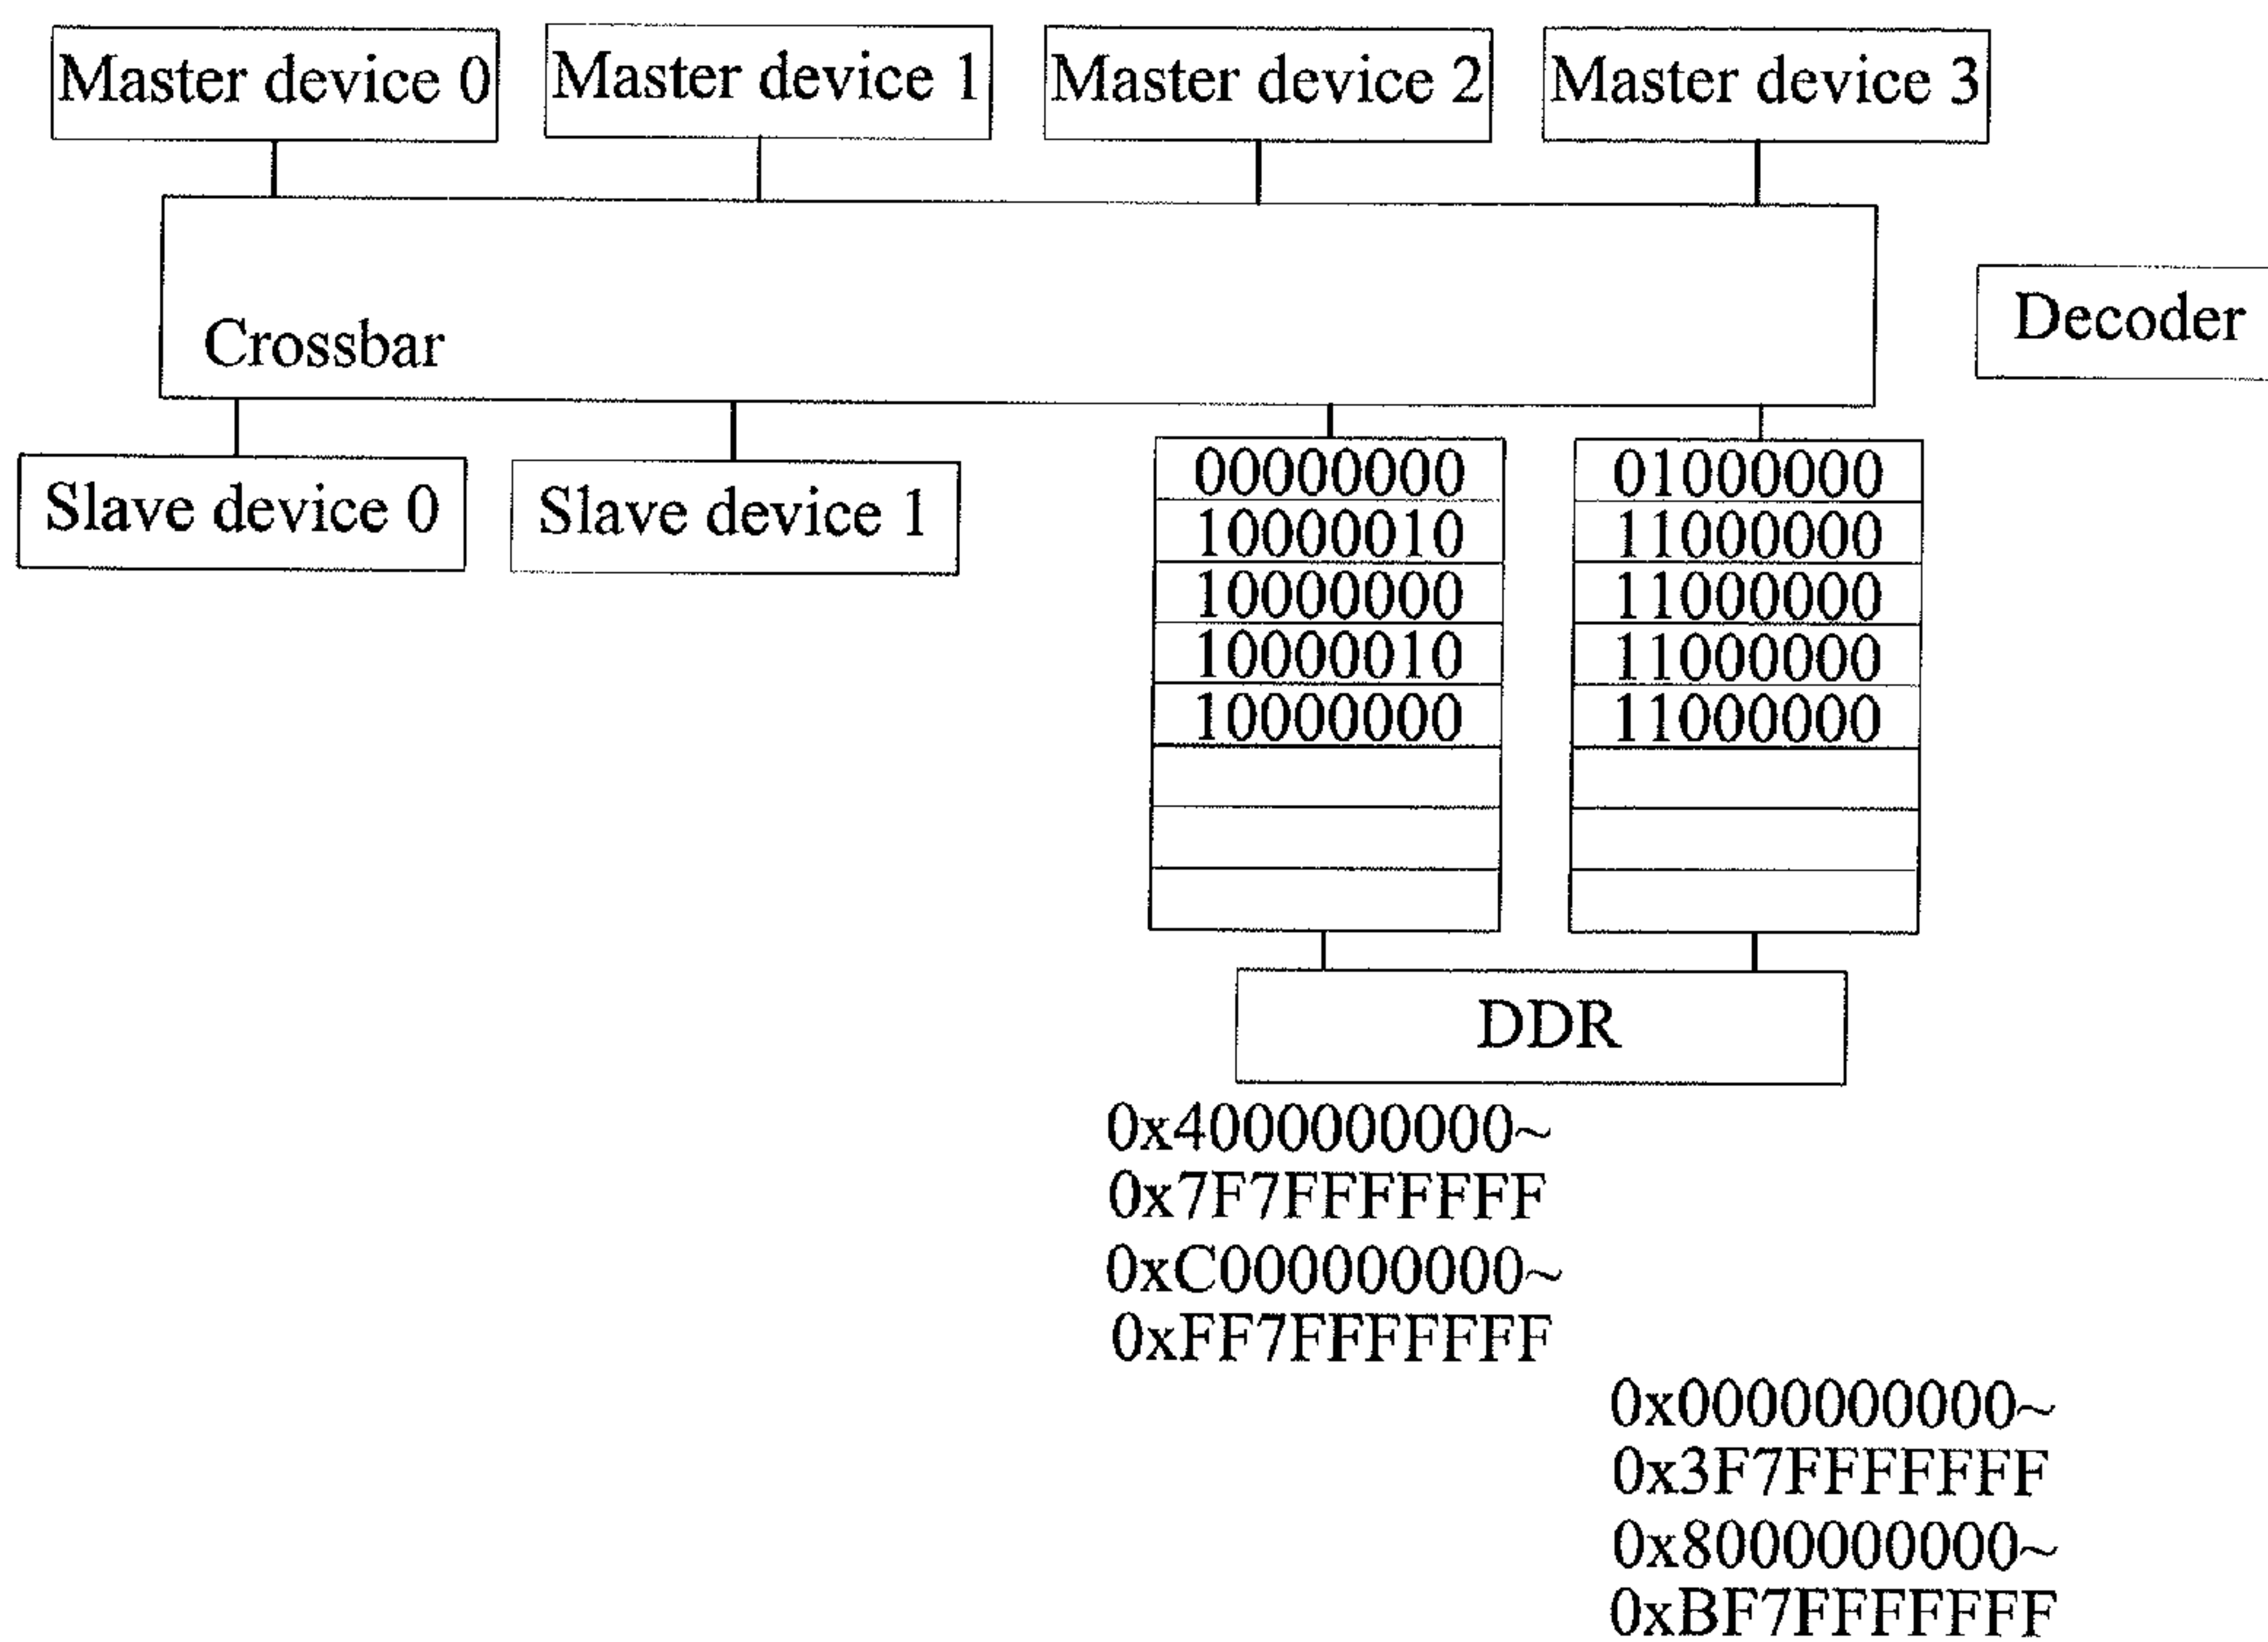 Master device 0
Master device 1
Master device 2
Master device 3
Crossbar
Decoder
Slave device 0
Slave device 1
00000000
10000010
10000000
10000010
10000000
01000000
11000000
11000000
11000000
11000000
DDR
0x4000000000~
0x7F7FFFFFFF
0xC000000000~
0xFF7FFFFFFF
0x0000000000~
0x3F7FFFFFFF
0x8000000000~
0xBF7FFFFFFF